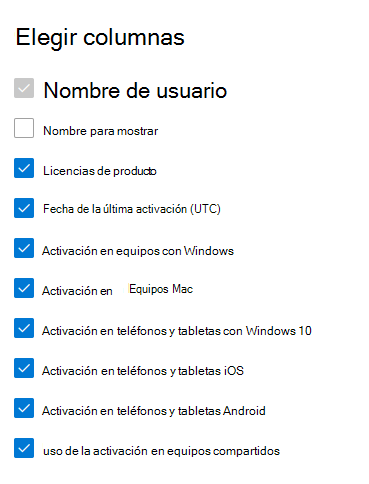 Elegir columnas
Nombre de usuario
Nombre para mostrar
Licencias de producto
Fecha de la última activación (UTC)
Activación en equipos con Windows
Activación en Equipos Mac
Activación en teléfonos y tabletas con Windows 10
Activación en teléfonos y tabletas iOS
Activación en teléfonos y tabletas Android
uso de la activación en equipos compartidos